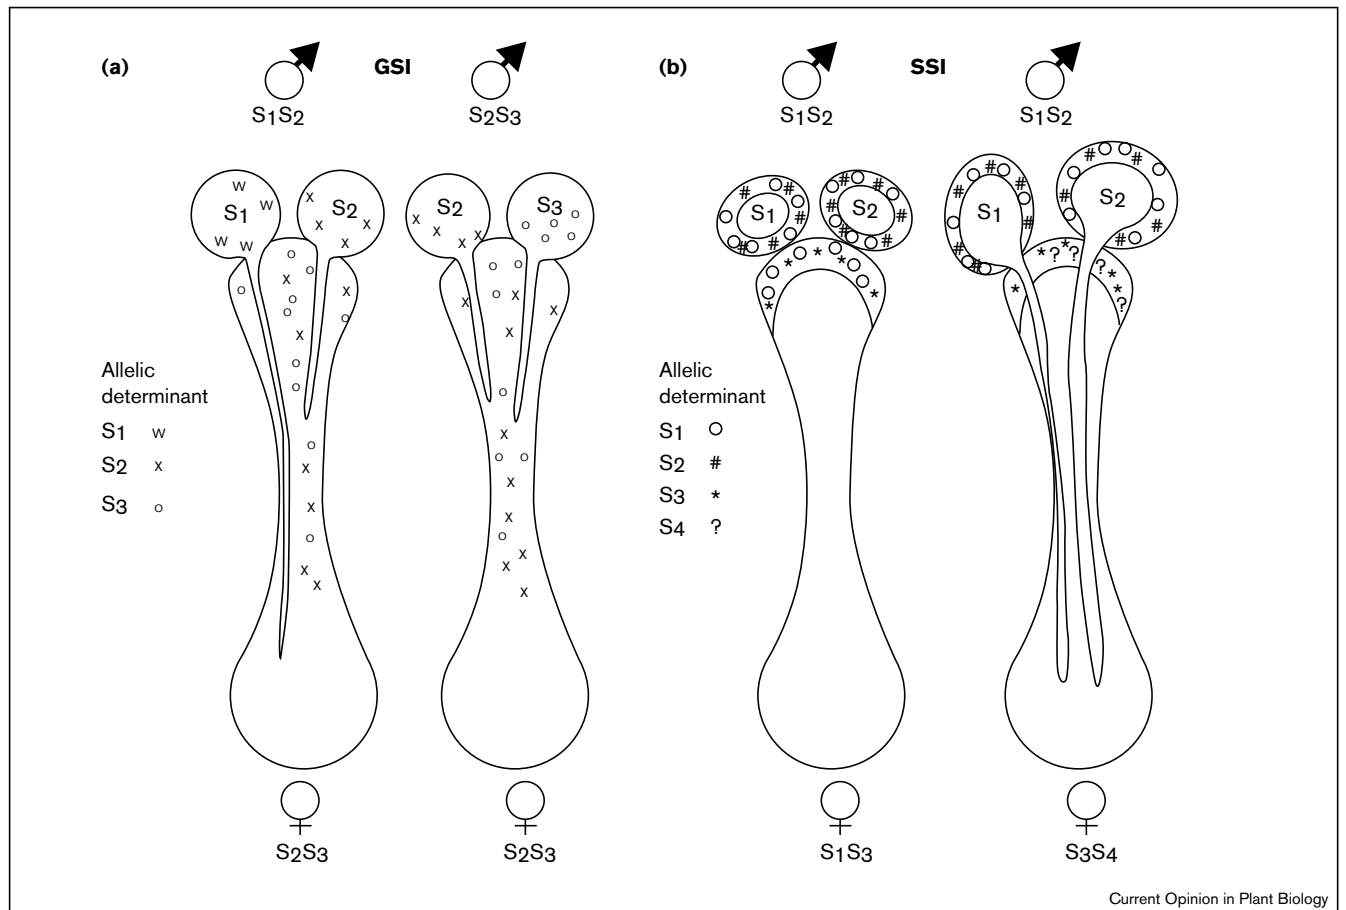 (a) GSI (b) SSI
S1S2 S2S3 S1S2 S1S2
S1 S2 S2 S3 S1 S2 S1 S2
Allelic
determinant
S1 w
S2 x
S3 o
Allelic
determinant
S1 O
S2 #
S3 *
S4 ?
S2S3 S2S3 S1S3 S3S4
Current Opinion in Plant Biology